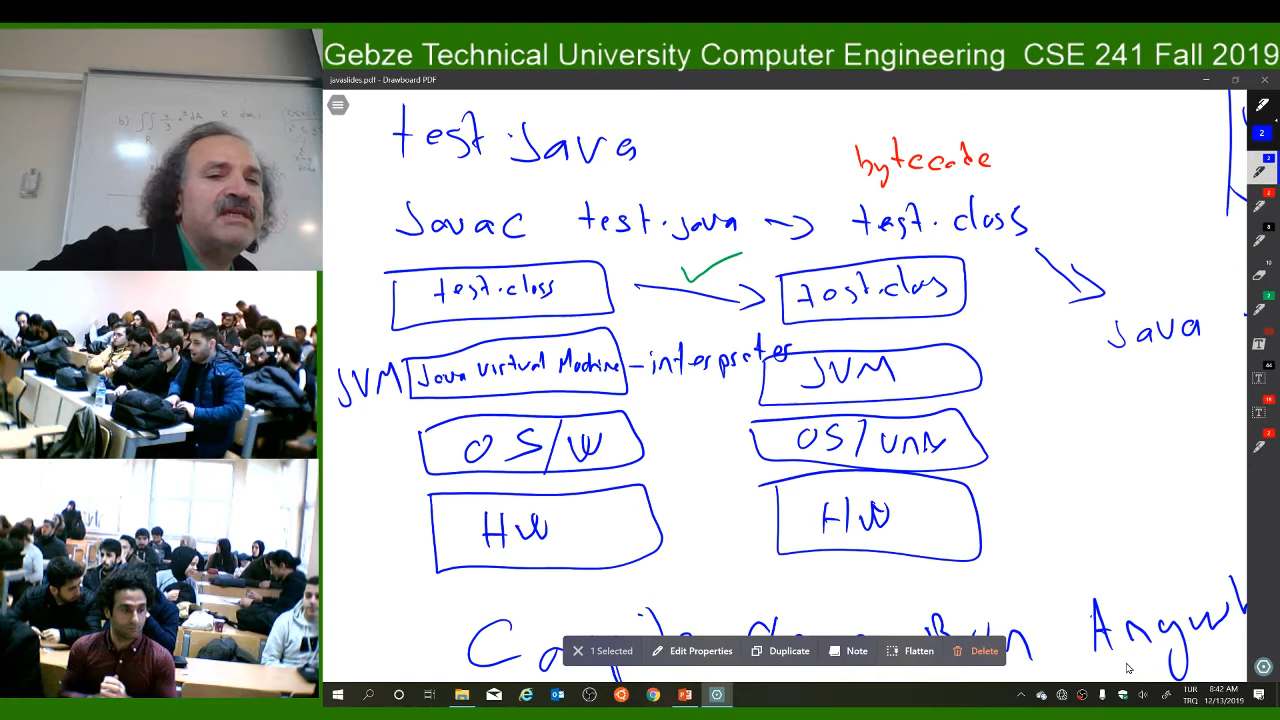 Gebze Technical University Computer Engineering CSE 241 Fall 2019
javaslides.pdf - Drawboard PDF
test.java
bytecode
javac test.java → test.class
test.class → test.class
java
JVM Java Virtual Machine - interpreter JVM
OS/W OS/Unix
HW HW
1 Selected Edit Properties Duplicate Note Flatten Delete
TUR 8:42 AM
TRQ 12/13/2019